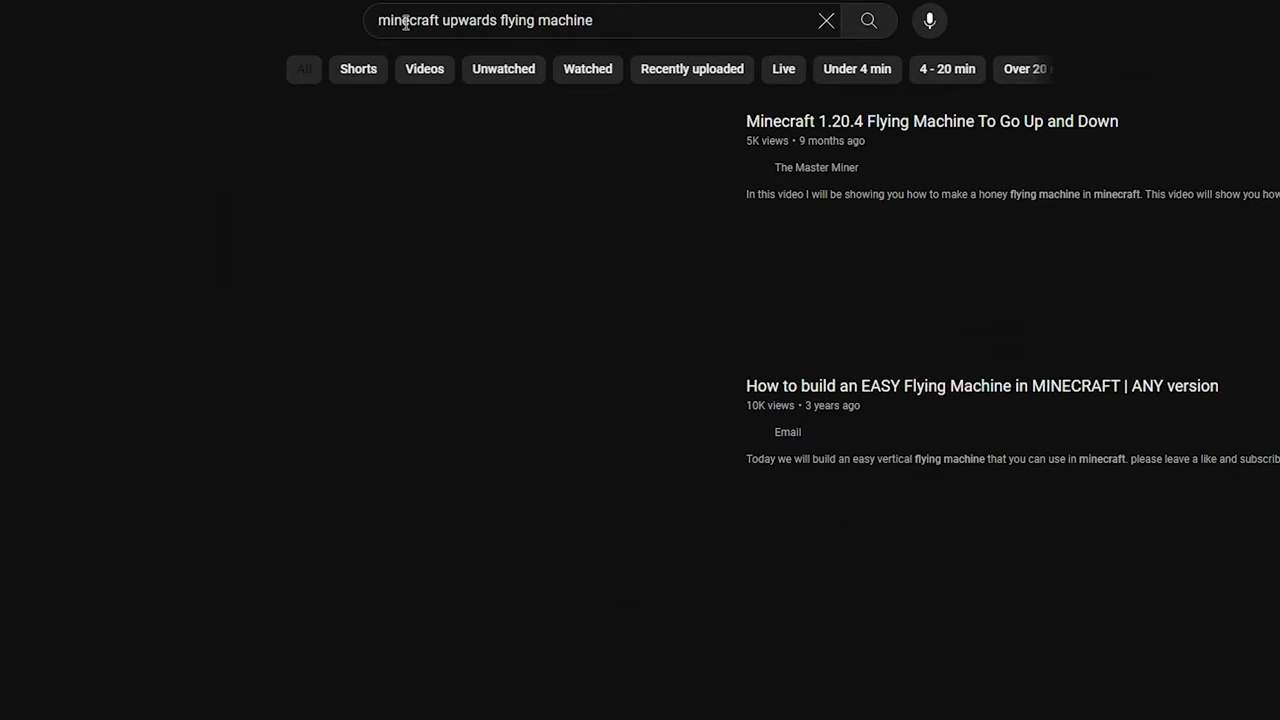 minecraft upwards flying machine
All Shorts Videos Unwatched Watched Recently uploaded Live Under 4 min 4 - 20 min Over 20
Minecraft 1.20.4 Flying Machine To Go Up and Down
5K views • 9 months ago
The Master Miner
In this video I will be showing you how to make a honey flying machine in minecraft. This video will show you how
How to build an EASY Flying Machine in MINECRAFT | ANY version
10K views • 3 years ago
Email
Today we will build an easy vertical flying machine that you can use in minecraft. please leave a like and subscrib